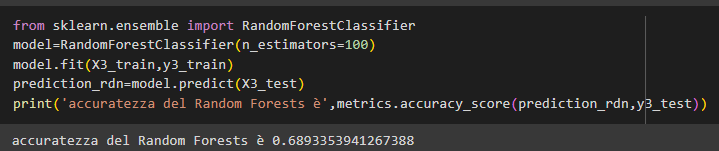 from sklearn.ensemble import RandomForestClassifier
model=RandomForestClassifier(n_estimators=100)
model.fit(X3_train,y3_train)
prediction_rdn=model.predict(X3_test)
print('accuratezza del Random Forests è',metrics.accuracy_score(prediction_rdn,y3_test))
accuratezza del Random Forests è 0.6893353941267388